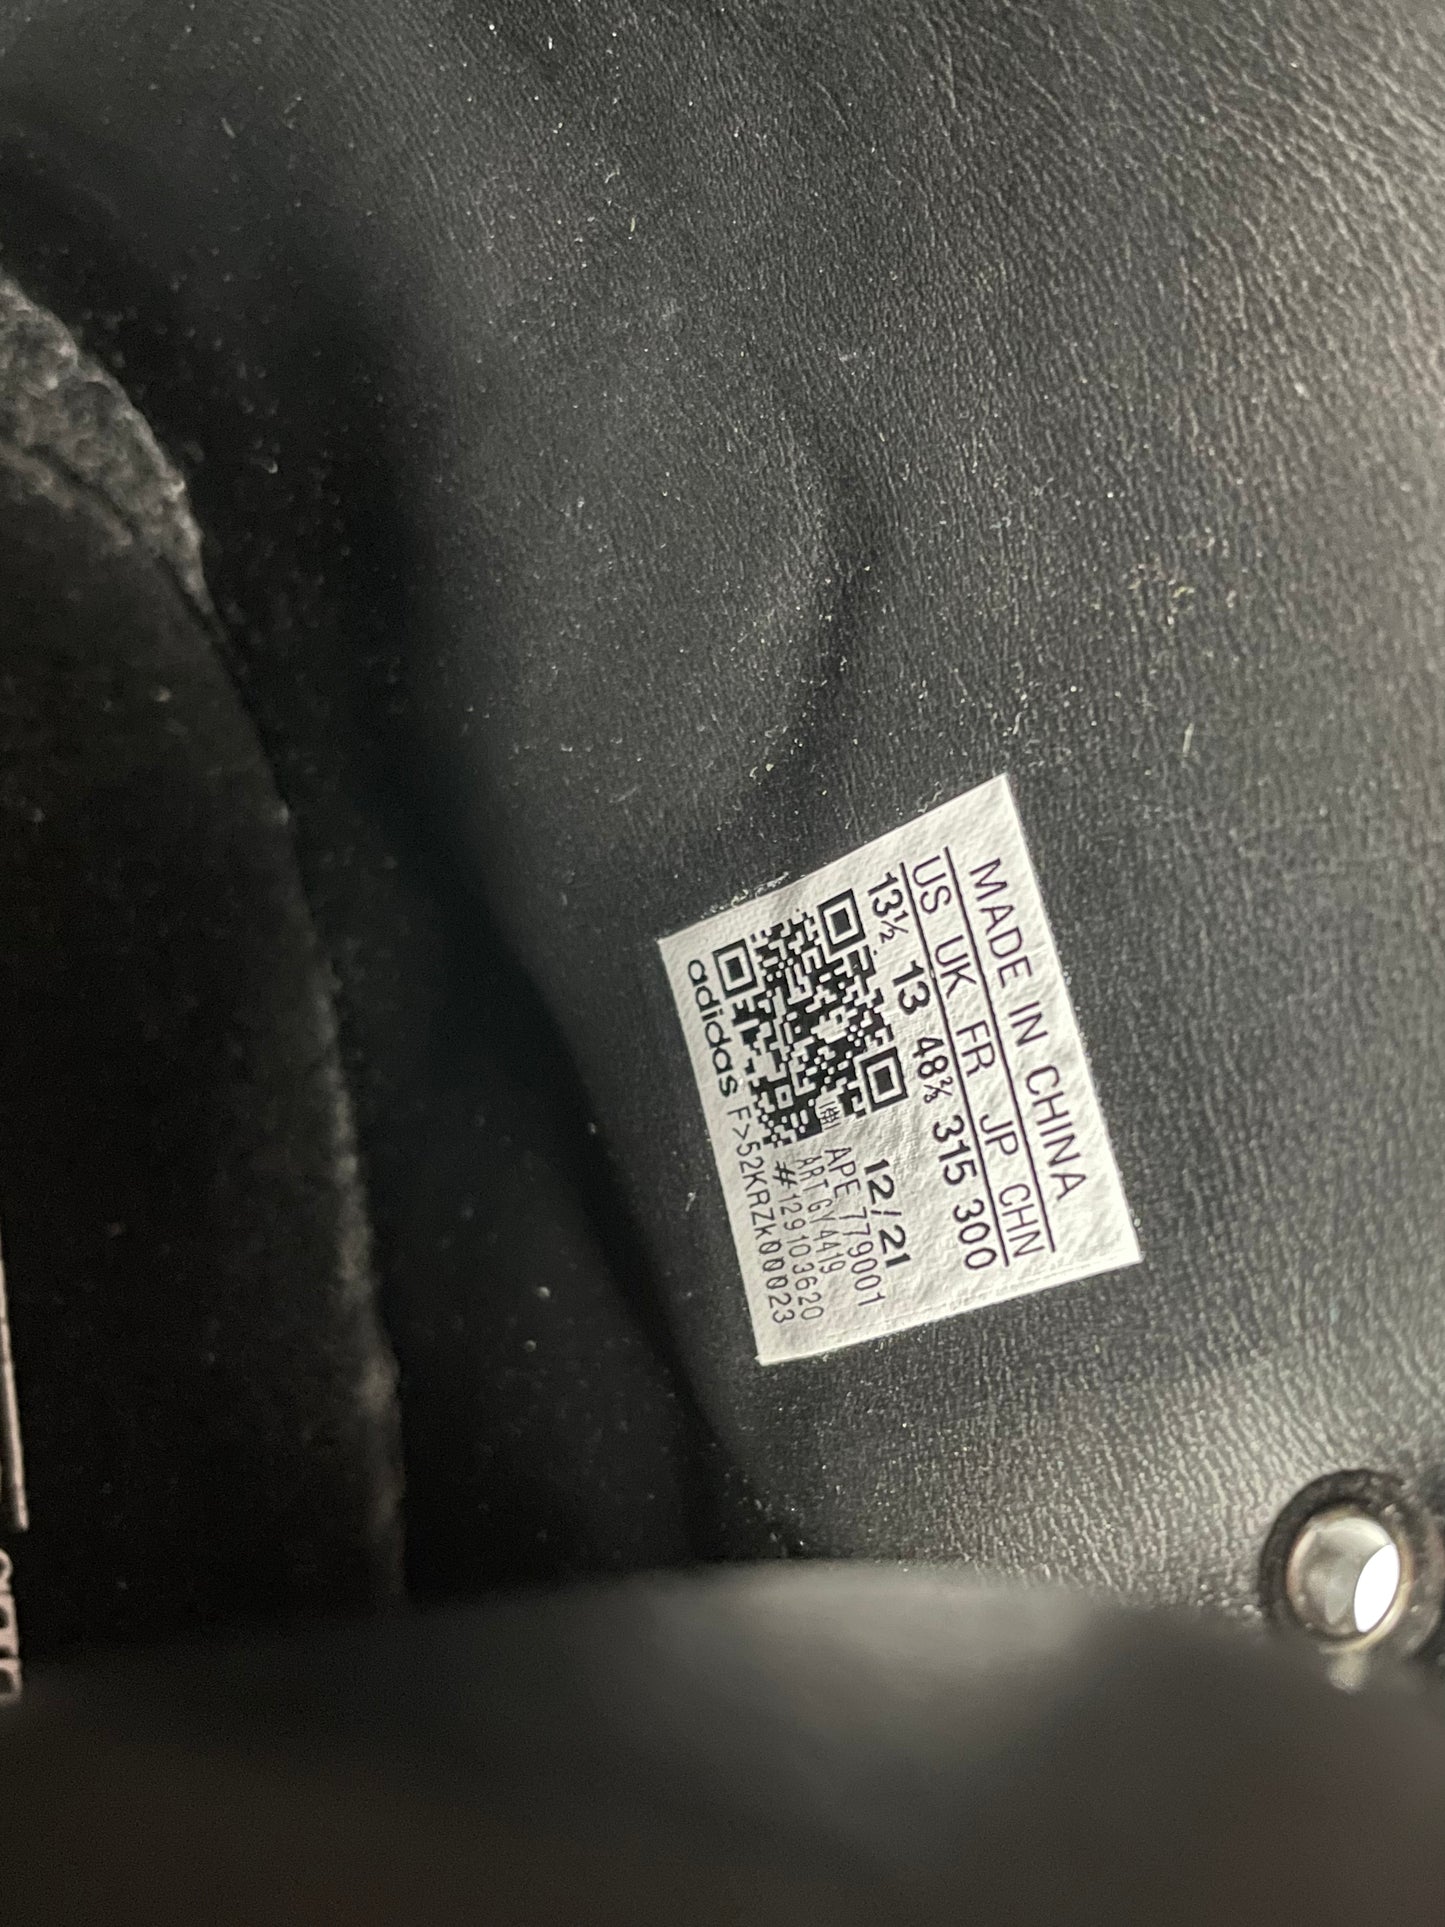 MADE IN CHINA
US UK FR JP CHN
13½ 13 48⅔ 315 300
12/21
APE 779001
ART GY4419
#129103620
adidas F>52KRZk00023